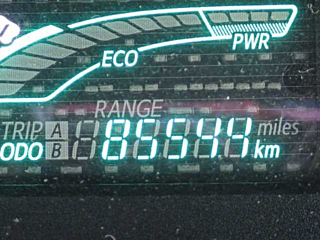 ECO PWR
RANGE
TRIP A miles
ODO B 85544 km